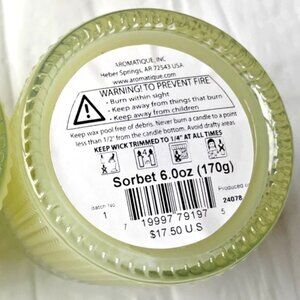 AROMATIQUE, INC.
Heber Springs, AR 72543 USA
www.aromatique.com
WARNING! TO PREVENT FIRE
• Burn within sight
• Keep away from things that burn
• Keep away from children
Keep wax pool free of debris. Never burn a candle to a point
less than 1/2" from the candle bottom. Avoid drafty areas.
KEEP WICK TRIMMED TO 1/4" AT ALL TIMES
Sorbet 6.0oz (170g)
Batch No
Produced
1
24078
7 19997 79197 5
$17.50 U S